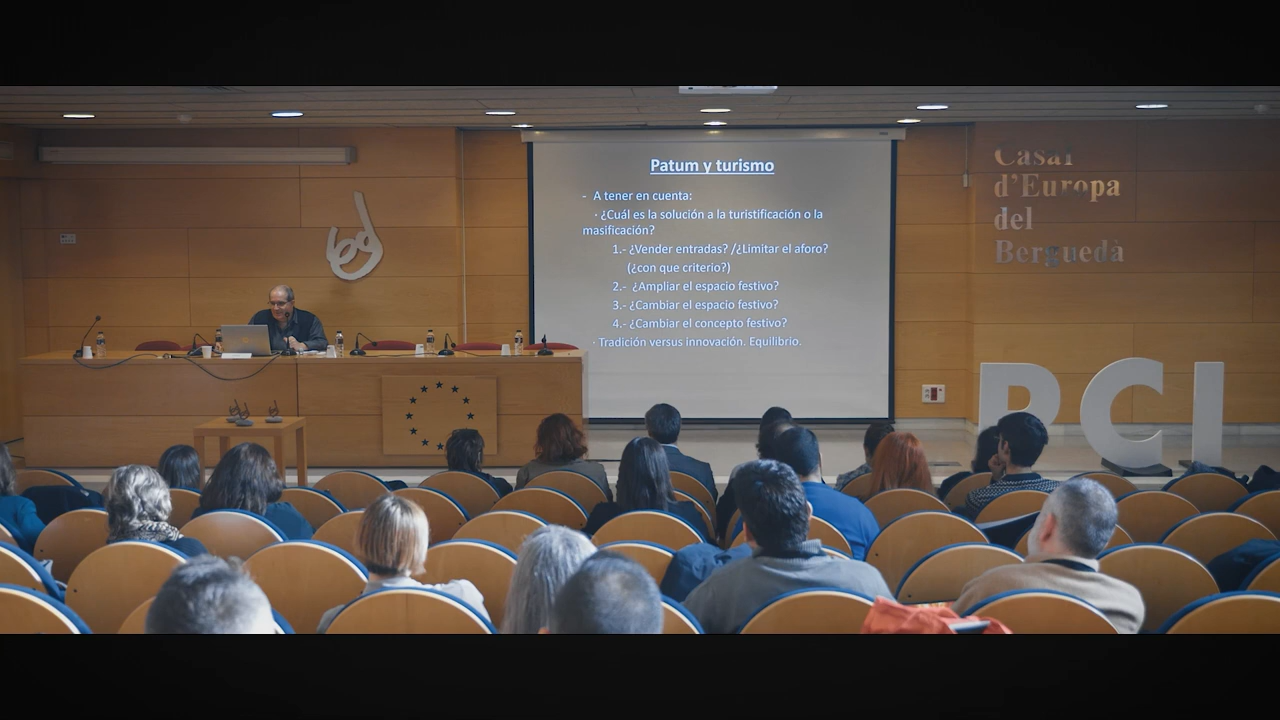 Patum y turismo
- A tener en cuenta:
· ¿Cuál es la solución a la turistificación o la
masificación?
1.- ¿Vender entradas? /¿Limitar el aforo?
(¿con que criterio?)
2.- ¿Ampliar el espacio festivo?
3.- ¿Cambiar el espacio festivo?
4.- ¿Cambiar el concepto festivo?
· Tradición versus innovación. Equilibrio.
Casal
d'Europa
del
Berguedà
PCI